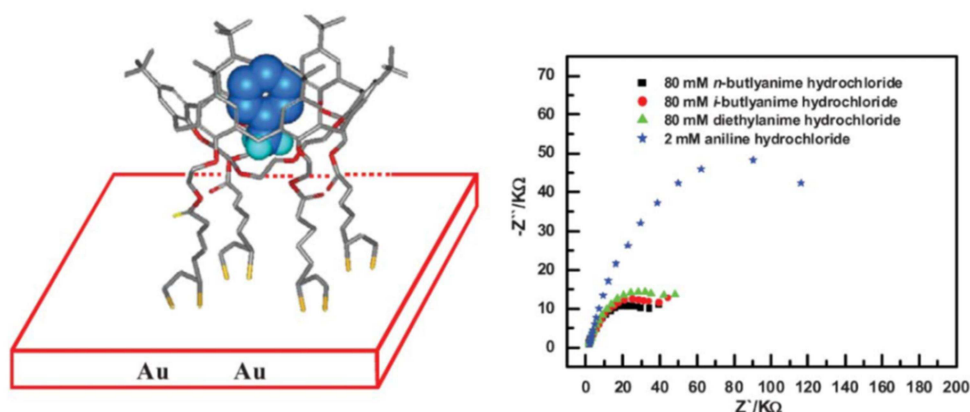 Au Au
70
60
50
40
30
20
10
0
-Z``/KΩ
80 mM n-butlyanime hydrochloride
80 mM i-butlyanime hydrochloride
80 mM diethylanime hydrochloride
2 mM aniline hydrochloride
0 20 40 60 80 100 120 140 160 180 200
Z`/KΩ